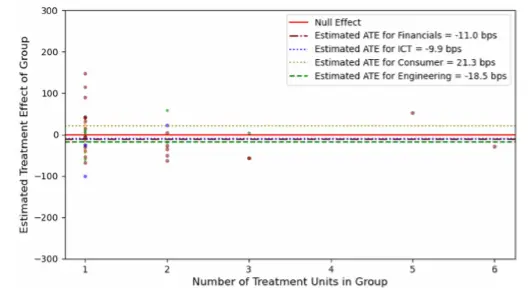 300
200
100
0
−100
−200
−300
Estimated Treatment Effect of Group
Null Effect
Estimated ATE for Financials = -11.0 bps
Estimated ATE for ICT = -9.9 bps
Estimated ATE for Consumer = 21.3 bps
Estimated ATE for Engineering = -18.5 bps
1 2 3 4 5 6
Number of Treatment Units in Group